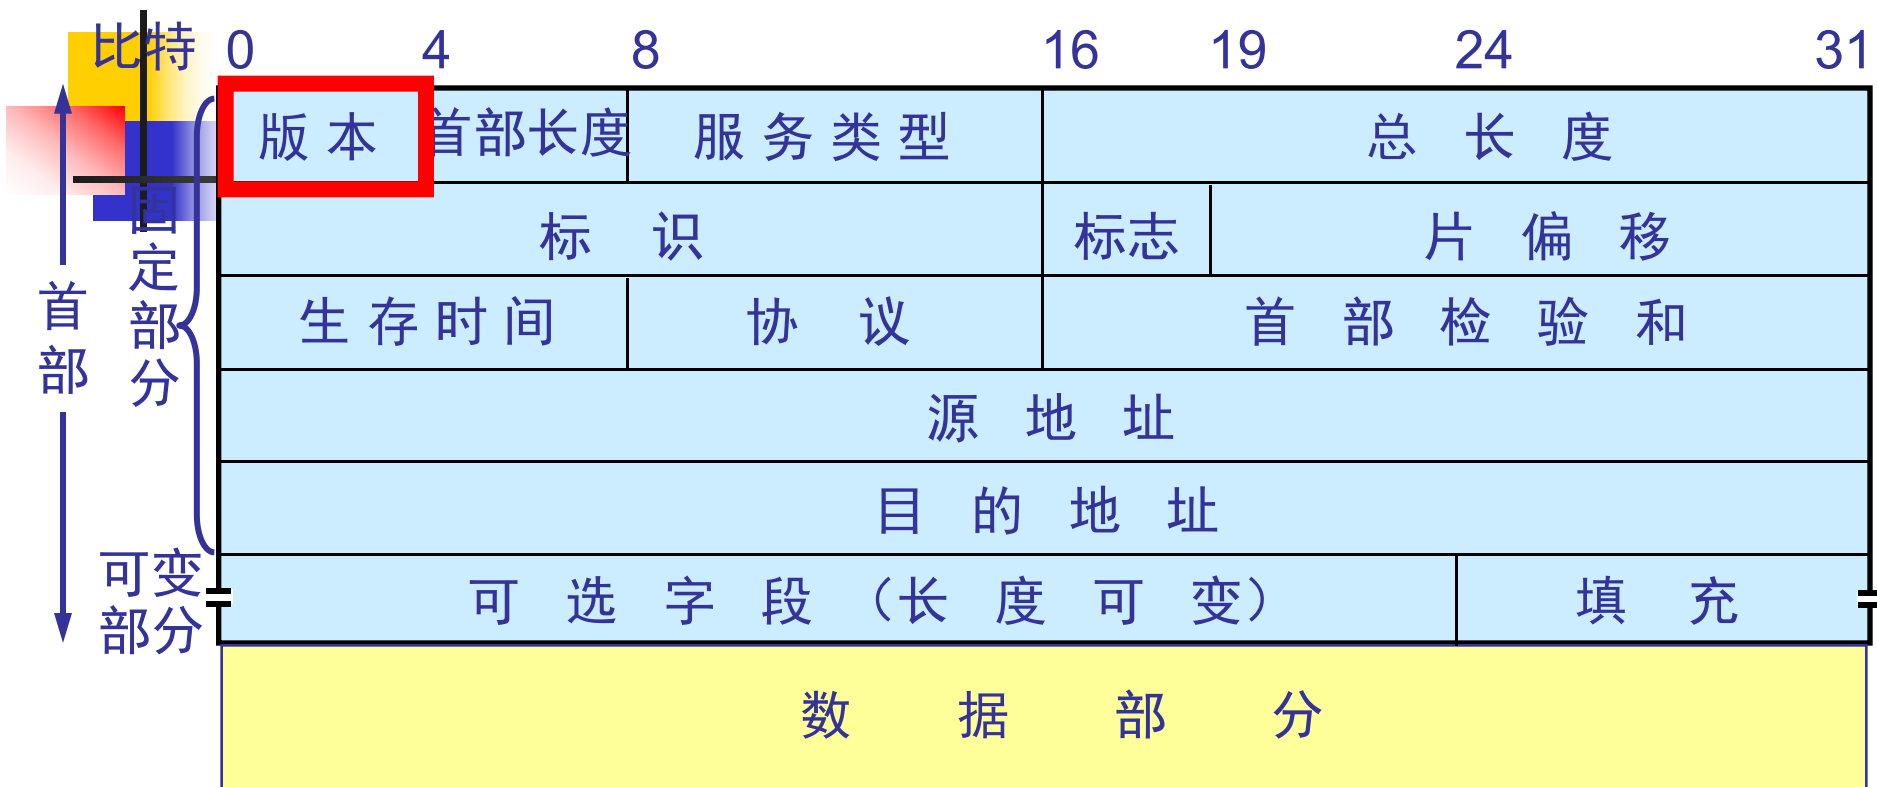 比特 0 4 8 16 19 24 31
版本 首部长度 服务类型 总长度
标识 标志 片偏移
生存时间 协议 首部检验和
源地址
目的地址
可选字段（长度可变） 填充
数据部分
首部
固定部分
可变
部分